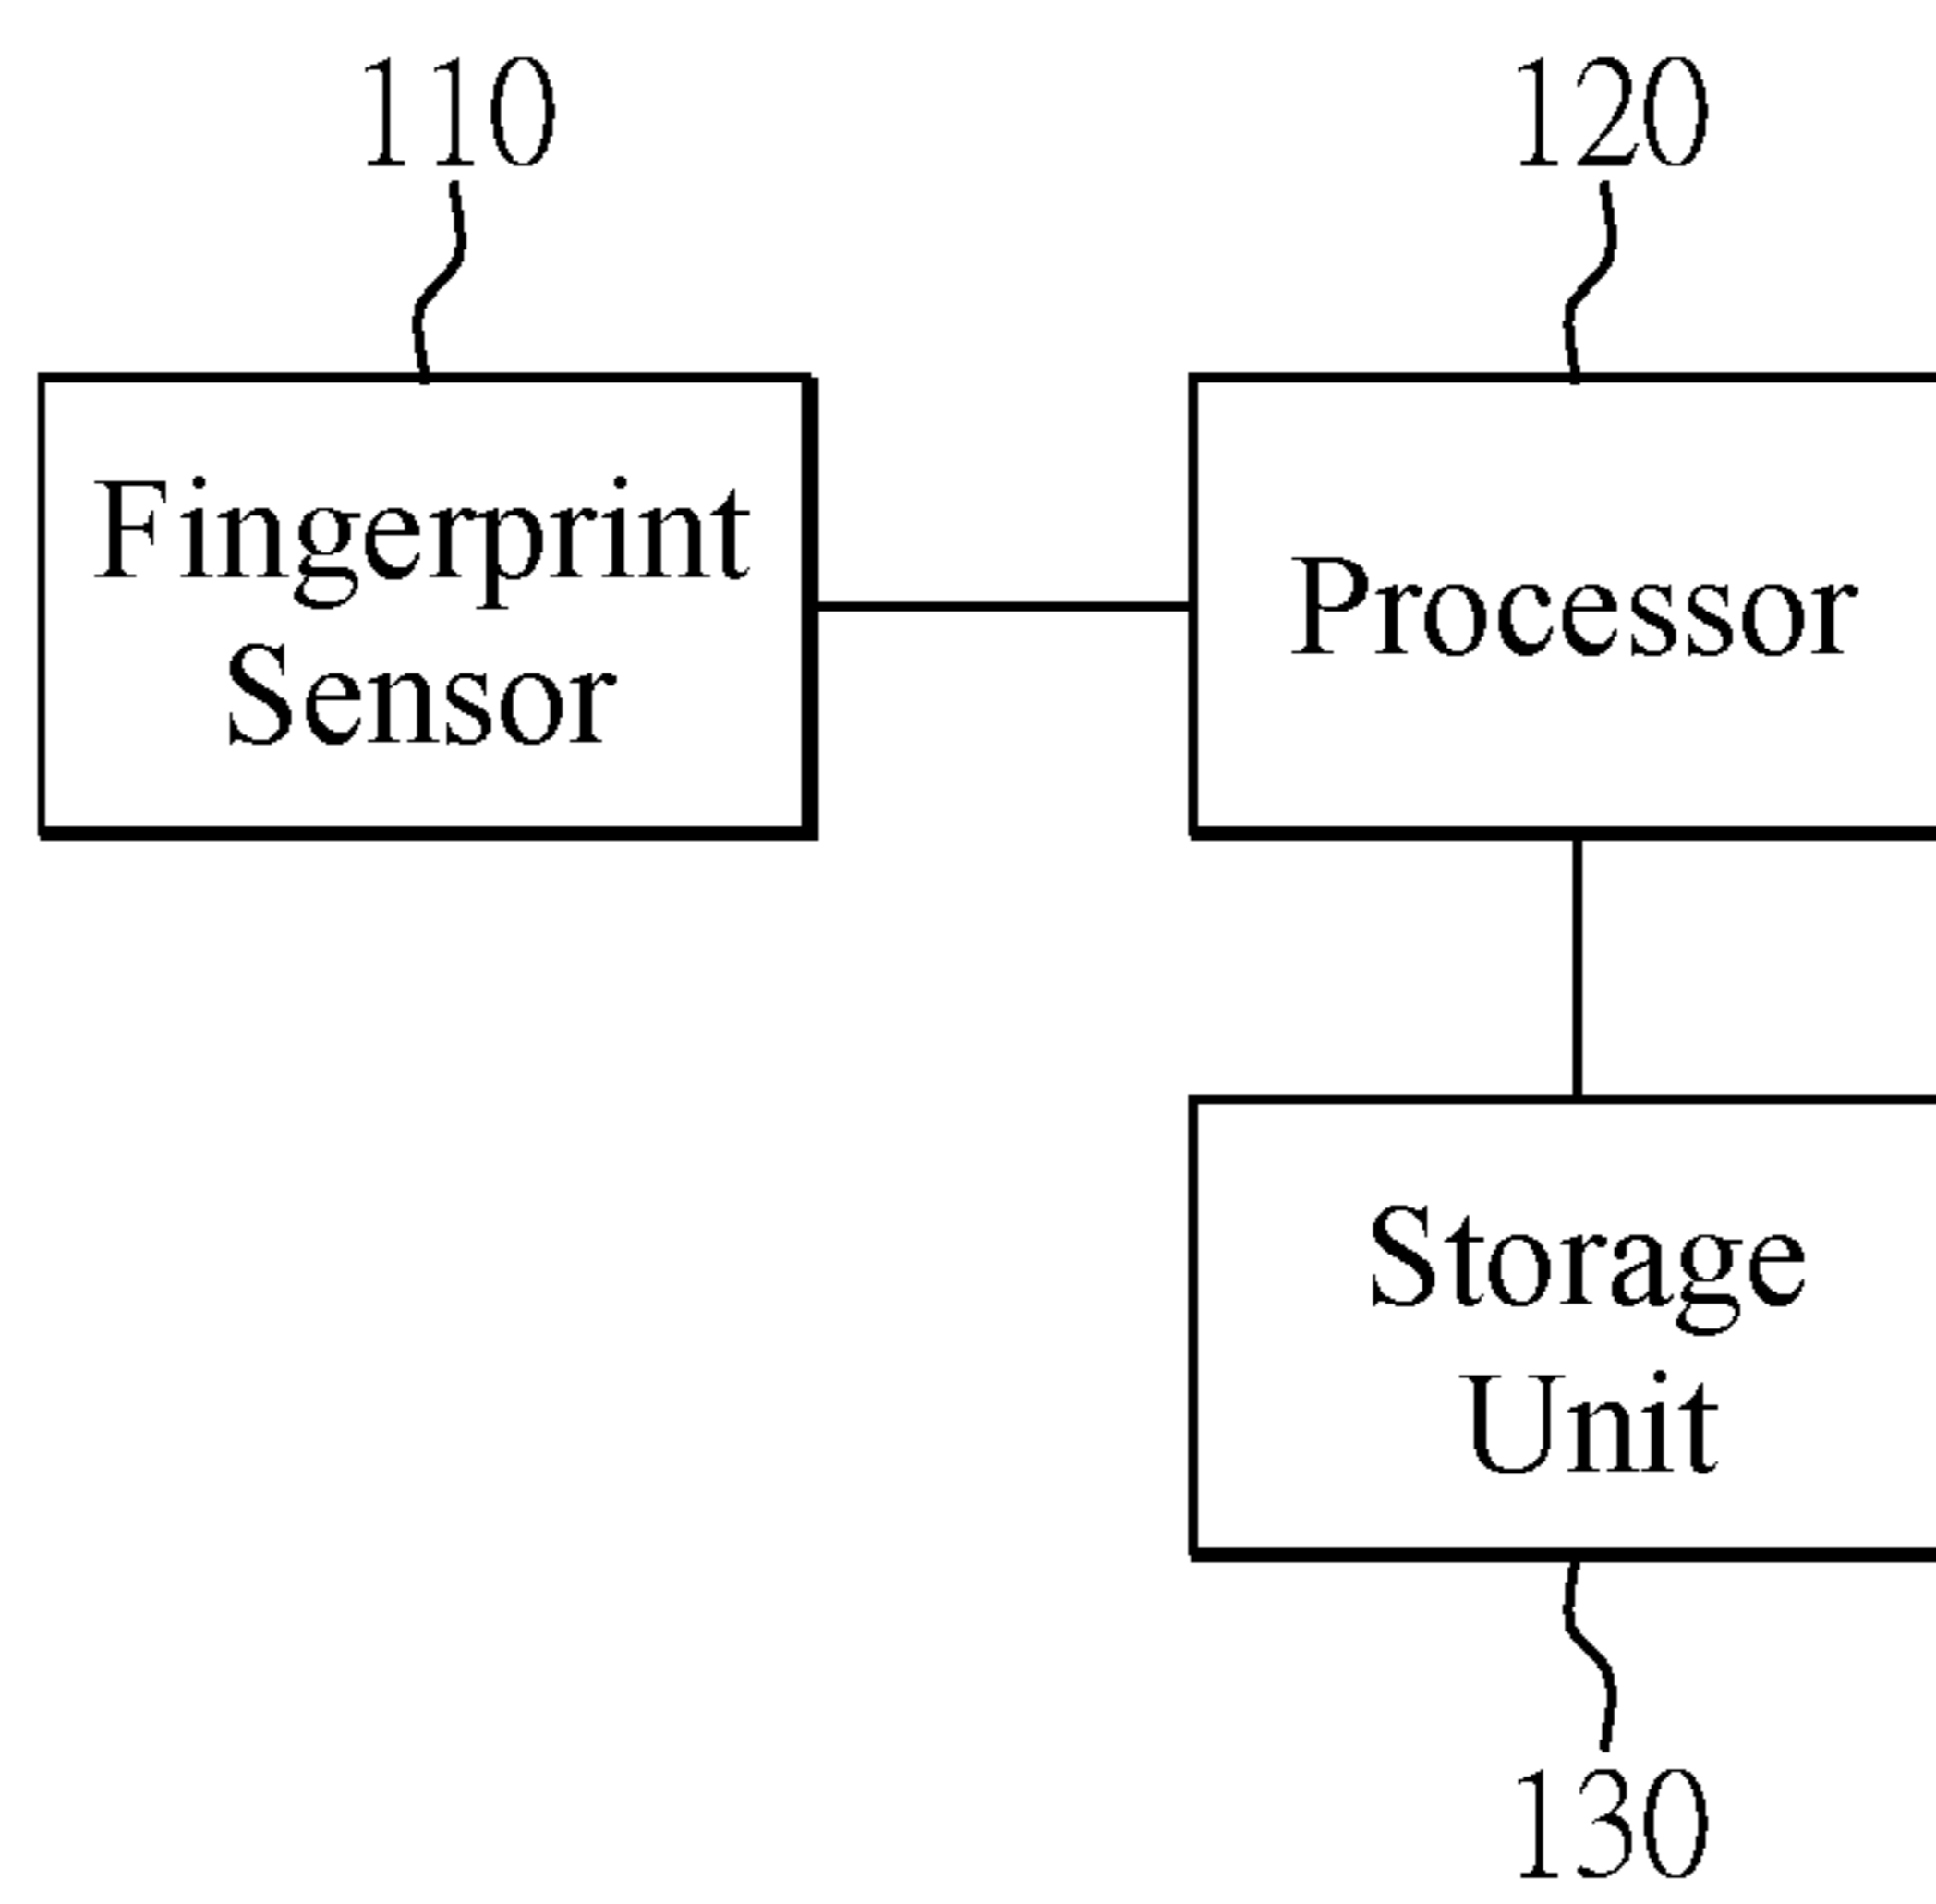 110
120
Fingerprint
Sensor
Processor
Storage
Unit
130